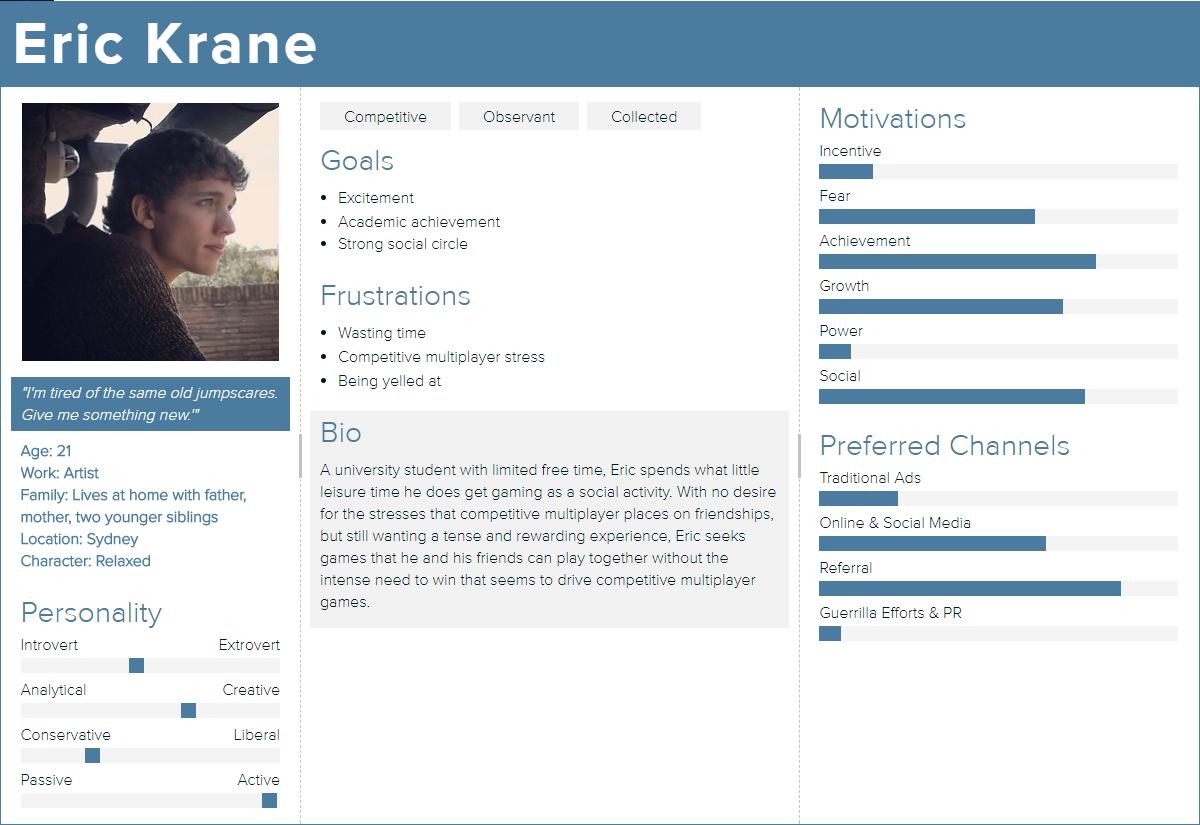 Eric Krane
"I'm tired of the same old jumpscares.
Give me something new.'"
Age: 21
Work: Artist
Family: Lives at home with father,
mother, two younger siblings
Location: Sydney
Character: Relaxed
Personality
Introvert Extrovert
Analytical Creative
Conservative Liberal
Passive Active
Competitive Observant Collected
Goals
• Excitement
• Academic achievement
• Strong social circle
Frustrations
• Wasting time
• Competitive multiplayer stress
• Being yelled at
Bio
A university student with limited free time, Eric spends what little
leisure time he does get gaming as a social activity. With no desire
for the stresses that competitive multiplayer places on friendships,
but still wanting a tense and rewarding experience, Eric seeks
games that he and his friends can play together without the
intense need to win that seems to drive competitive multiplayer
games.
Motivations
Incentive
Fear
Achievement
Growth
Power
Social
Preferred Channels
Traditional Ads
Online & Social Media
Referral
Guerrilla Efforts & PR